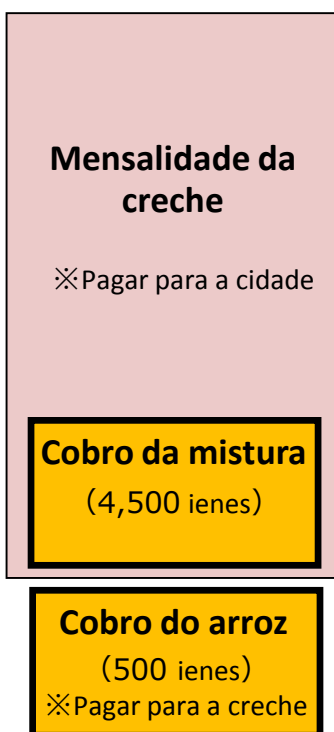 Mensalidade da
creche
※Pagar para a cidade
Cobro da mistura
（4,500 ienes）
Cobro do arroz
（500 ienes）
※Pagar para a creche